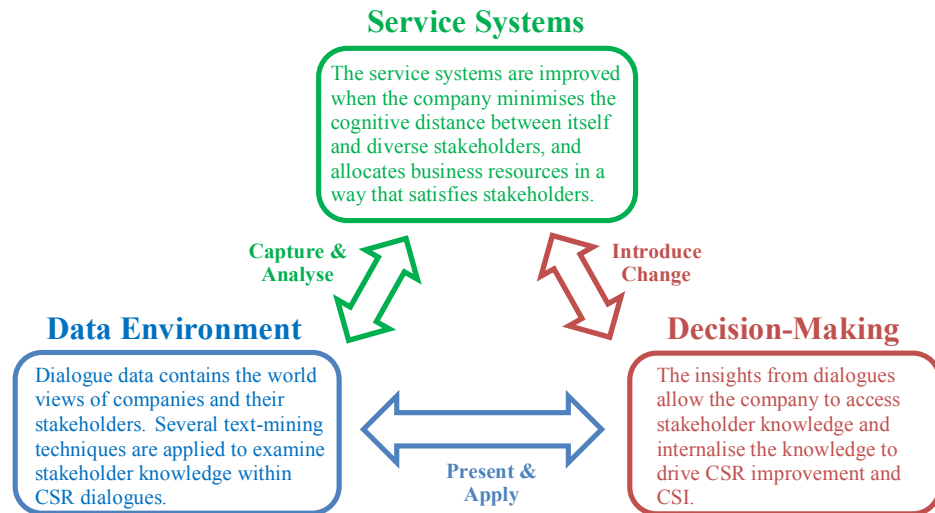 Service Systems
The service systems are improved
when the company minimises the
cognitive distance between itself
and diverse stakeholders, and
allocates business resources in a
way that satisfies stakeholders.
Capture &
Analyse
Introduce
Change
Data Environment
Dialogue data contains the world
views of companies and their
stakeholders. Several text-mining
techniques are applied to examine
stakeholder knowledge within
CSR dialogues.
Present &
Apply
Decision-Making
The insights from dialogues
allow the company to access
stakeholder knowledge and
internalise the knowledge to
drive CSR improvement and
CSI.